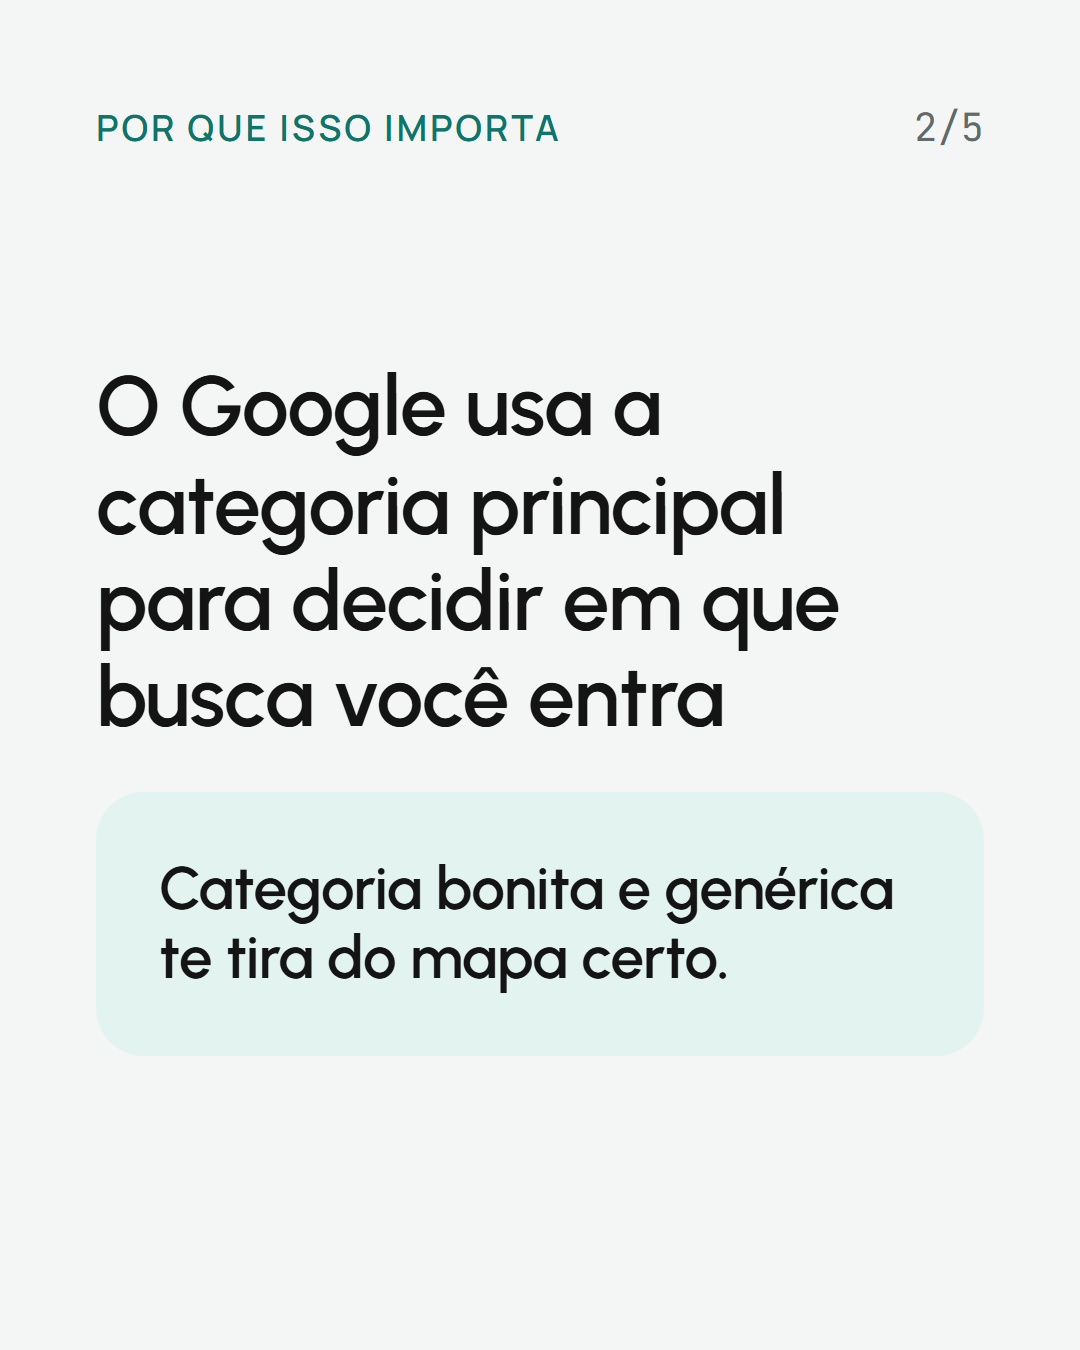 POR QUE ISSO IMPORTA
2/5
O Google usa a
categoria principal
para decidir em que
busca você entra
Categoria bonita e genérica
te tira do mapa certo.